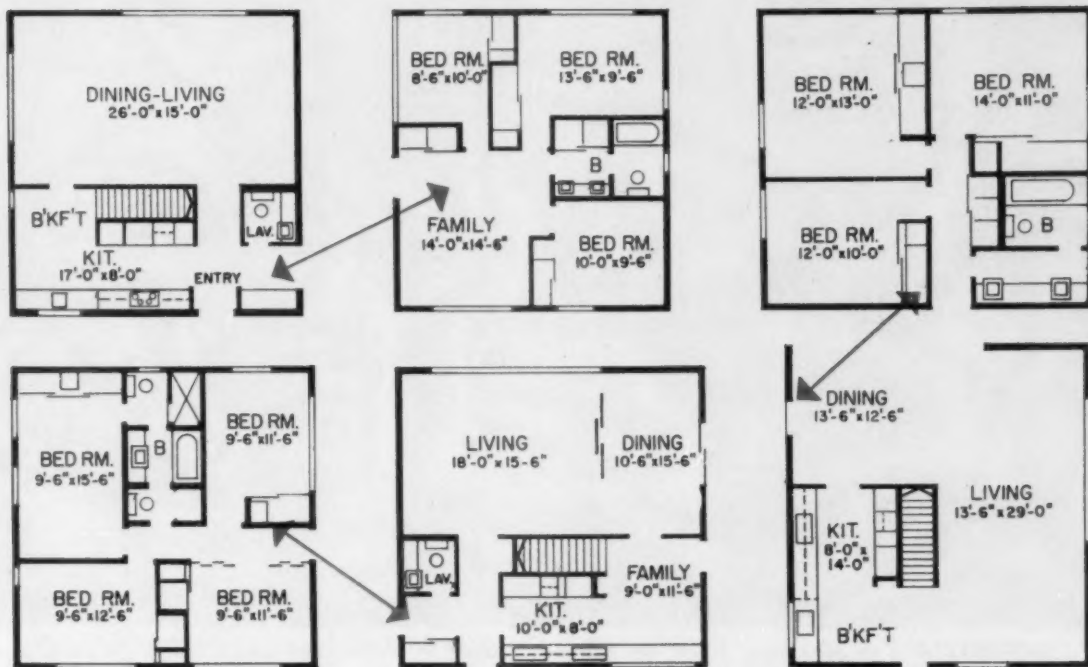 DINING-LIVING
26'-0"x15'-0"
B'KF'T
KIT.
17'-0"x8'-0"
LAV.
ENTRY
BED RM.
8'-6"x10'-0"
BED RM.
13'-6"x9'-6"
B
FAMILY
14'-0"x14'-6"
BED RM.
10'-0"x9'-6"
BED RM.
12'-0"x13'-0"
BED RM.
14'-0"x11'-0"
BED RM.
12'-0"x10'-0"
B
BED RM.
9'-6"x15'-6"
B
BED RM.
9'-6"x11'-6"
BED RM.
9'-6"x12'-6"
BED RM.
9'-6"x11'-6"
LIVING
18'-0"x15-6"
DINING
10'-6"x15'-6"
LAV.
KIT.
10'-0"x8'-0"
FAMILY
9'-0"x11'-6"
DINING
13'-6"x12'-6"
LIVING
13'-6"x29'-0"
KIT.
8'-0"x
14'-0"
B'KF'T